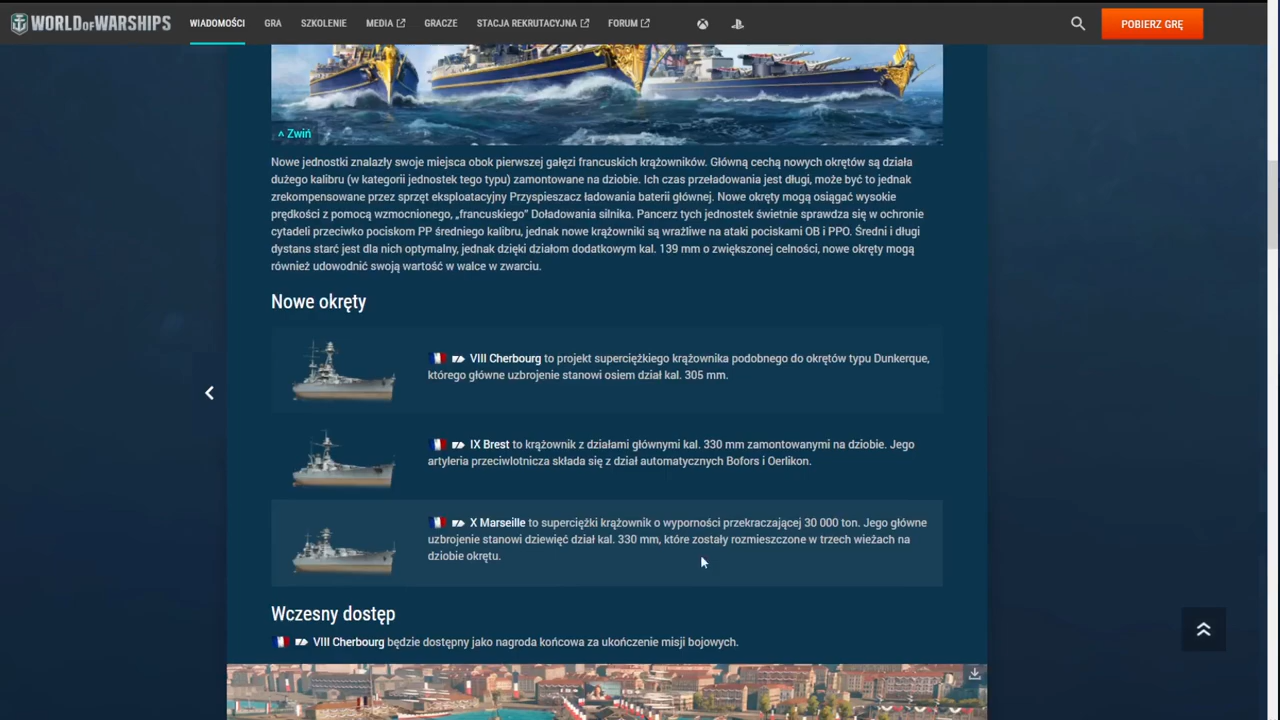 WORLD OF WARSHIPS
WIADOMOŚCI
GRA
SZKOLENIE
MEDIA
GRACZE
STACJA REKRUTACYJNA
FORUM
POBIERZ GRĘ
^ Zwiń
Nowe jednostki znalazły swoje miejsca obok pierwszej gałęzi francuskich krążowników. Główną cechą nowych okrętów są działa
dużego kalibru (w kategorii jednostek tego typu) zamontowane na dziobie. Ich czas przeładowania jest długi, może być to jednak
zrekompensowane przez sprzęt eksploatacyjny Przyspieszacz ładowania baterii głównej. Nowe okręty mogą osiągać wysokie
prędkości z pomocą wzmocnionego, „francuskiego” Doładowania silnika. Pancerz tych jednostek świetnie sprawdza się w ochronie
cytadeli przeciwko pociskom PP średniego kalibru, jednak nowe krążowniki są wrażliwe na ataki pociskami OB i PPO. Średni i długi
dystans starć jest dla nich optymalny, jednak dzięki działom dodatkowym kal. 139 mm o zwiększonej celności, nowe okręty mogą
również udowodnić swoją wartość w walce w zwarciu.
Nowe okręty
VIII Cherbourg to projekt superciężkiego krążownika podobnego do okrętów typu Dunkerque,
którego główne uzbrojenie stanowi osiem dział kal. 305 mm.
IX Brest to krążownik z działami głównymi kal. 330 mm zamontowanymi na dziobie. Jego
artyleria przeciwlotnicza składa się z dział automatycznych Bofors i Oerlikon.
X Marseille to superciężki krążownik o wyporności przekraczającej 30 000 ton. Jego główne
uzbrojenie stanowi dziewięć dział kal. 330 mm, które zostały rozmieszczone w trzech wieżach na
dziobie okrętu.
Wczesny dostęp
VIII Cherbourg będzie dostępny jako nagroda końcowa za ukończenie misji bojowych.